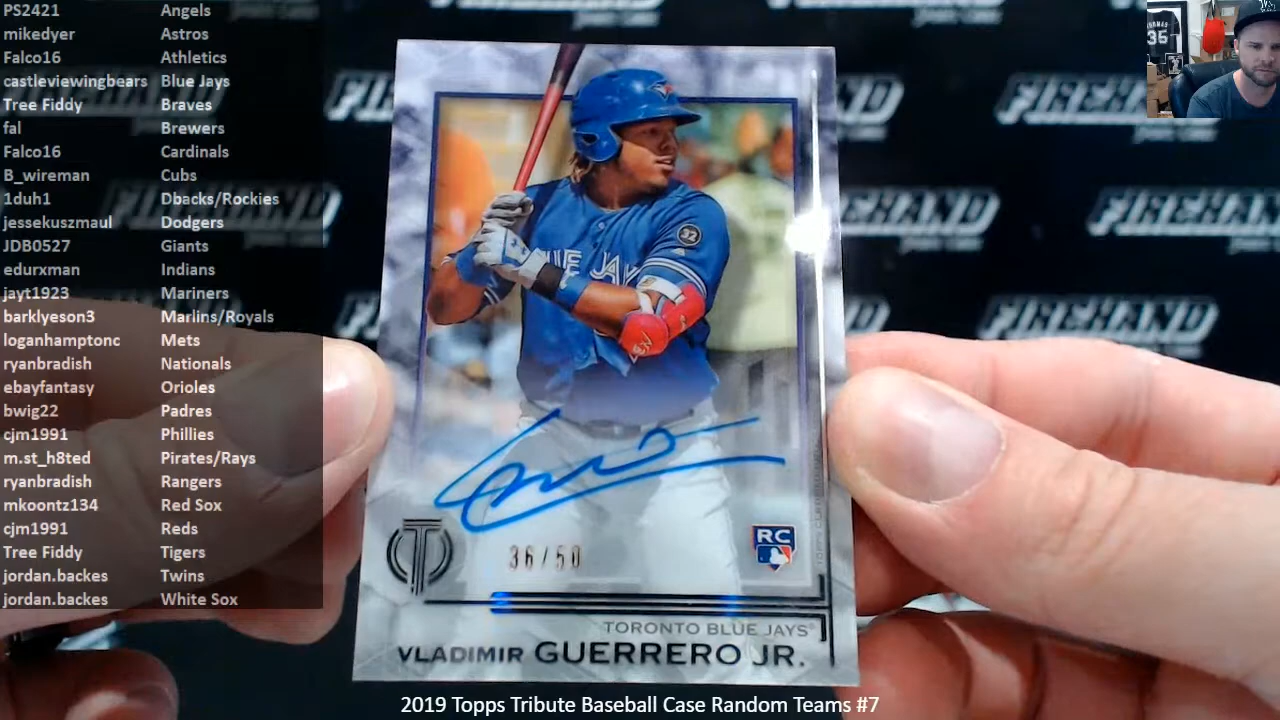 PS2421 Angels
mikedyer Astros
Falco16 Athletics
castleviewingbears Blue Jays
Tree Fiddy Braves
fal Brewers
Falco16 Cardinals
B_wireman Cubs
1duh1 Dbacks/Rockies
jessekuszmaul Dodgers
JDB0527 Giants
edurxman Indians
jayt1923 Mariners
barklyeson3 Marlins/Royals
loganhamptonc Mets
ryanbradish Nationals
ebayfantasy Orioles
bwig22 Padres
cjm1991 Phillies
m.st_h8ted Pirates/Rays
ryanbradish Rangers
mkoontz134 Red Sox
cjm1991 Reds
Tree Fiddy Tigers
jordan.backes Twins
jordan.backes White Sox
FIREHAND
FIREHAND
FIREHAND
FIREHAND
FIREHAND
35
32
36/50
RC
TORONTO BLUE JAYS
VLADIMIR GUERRERO JR.
2019 Topps Tribute Baseball Case Random Teams #7